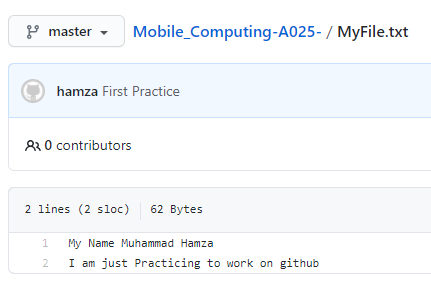 master Mobile_Computing-A025- / MyFile.txt
hamza First Practice
0 contributors
2 lines (2 sloc) 62 Bytes
1 My Name Muhammad Hamza
2 I am just Practicing to work on github